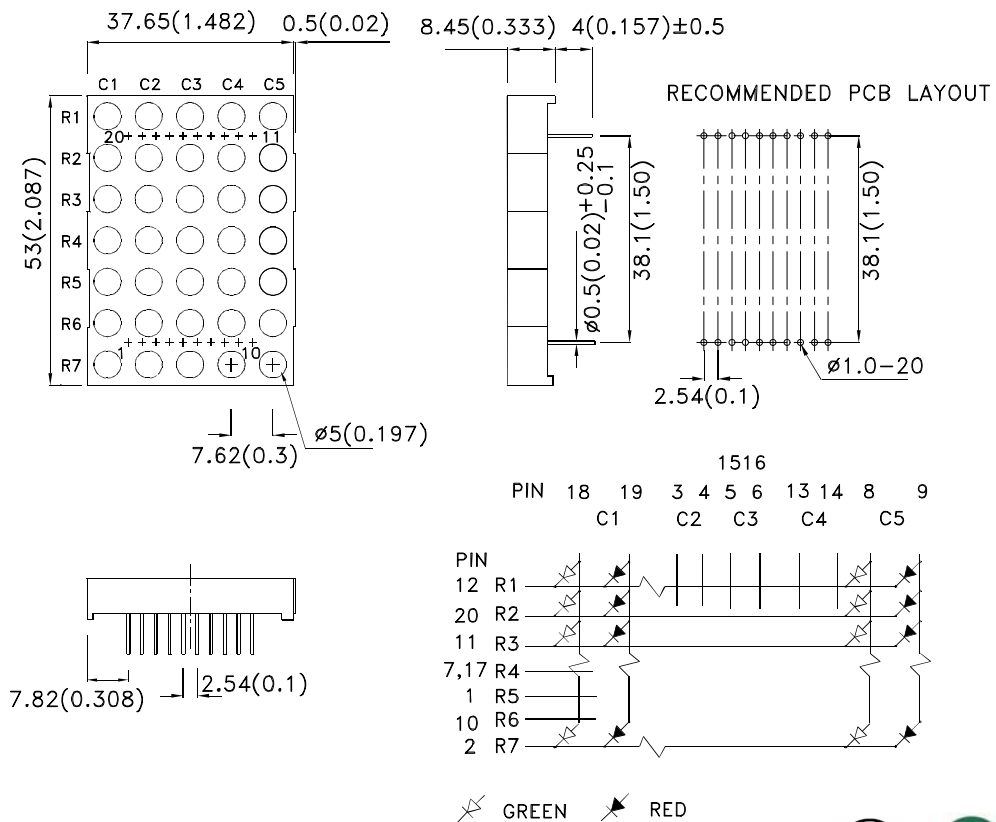 37.65(1.482) 0.5(0.02)
8.45(0.333) 4(0.157)±0.5
C1 C2 C3 C4 C5
R1
20 11
R2
R3
R4
R5
R6
1 10
R7
53(2.087)
ø5(0.197)
7.62(0.3)
ø0.5(0.02)+0.25
-0.1
38.1(1.50)
RECOMMENDED PCB LAYOUT
38.1(1.50)
ø1.0-20
2.54(0.1)
7.82(0.308)
2.54(0.1)
1516
PIN 18 19 3 4 5 6 13 14 8 9
C1 C2 C3 C4 C5
PIN
12 R1
20 R2
11 R3
7,17 R4
1 R5
10 R6
2 R7
GREEN RED